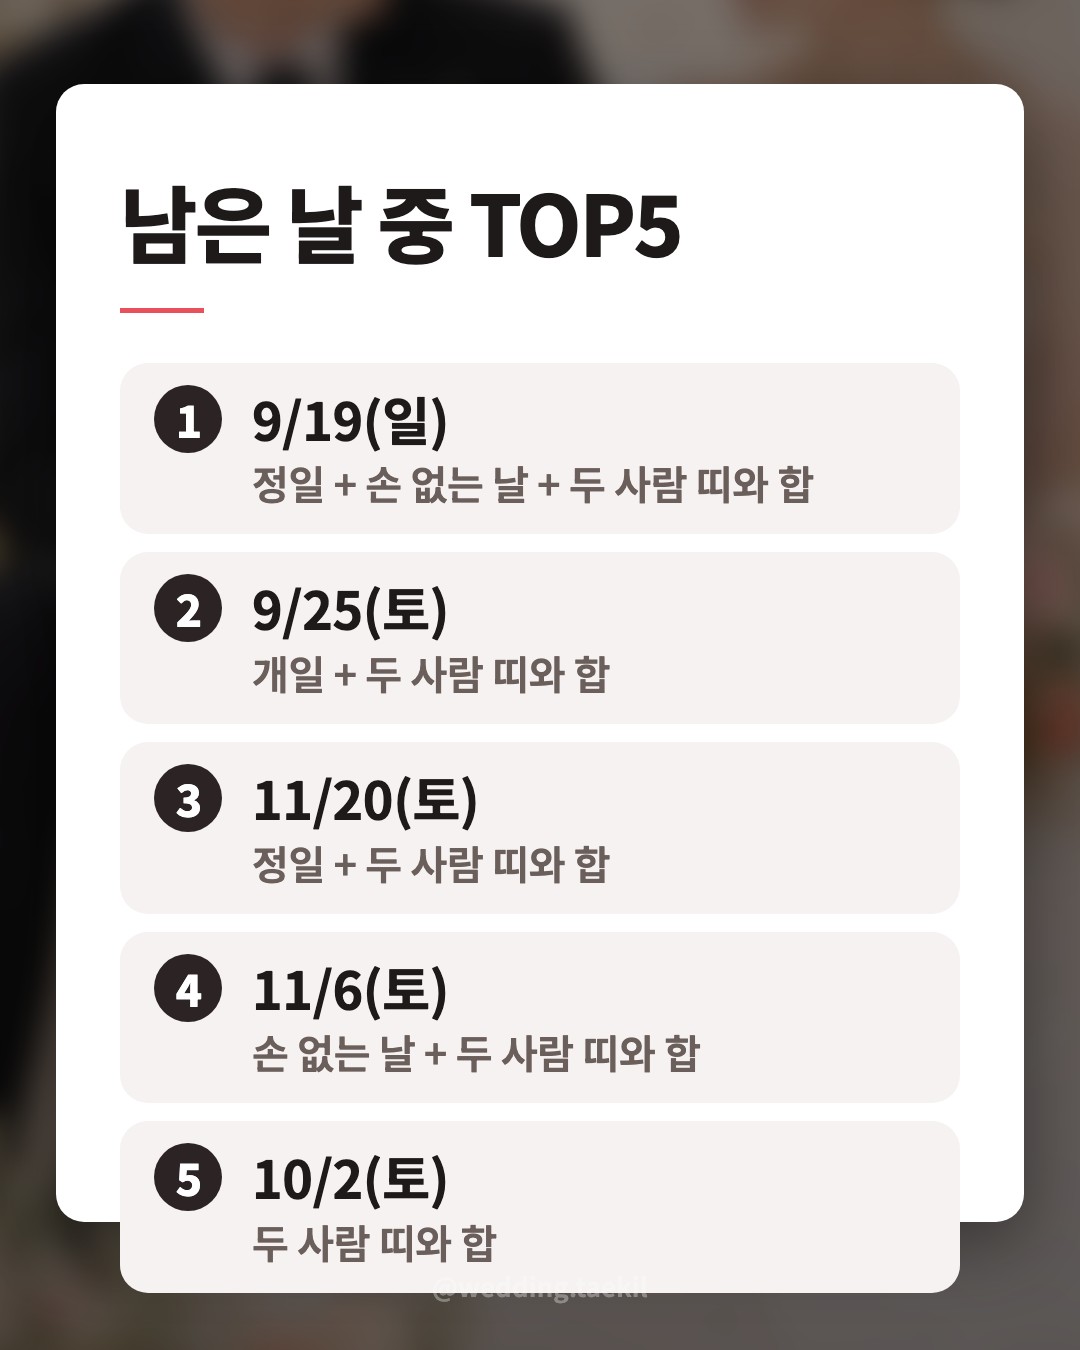 남은 날 중 TOP5
1 9/19(일)
정일 + 손 없는 날 + 두 사람 띠와 합
2 9/25(토)
개일 + 두 사람 띠와 합
3 11/20(토)
정일 + 두 사람 띠와 합
4 11/6(토)
손 없는 날 + 두 사람 띠와 합
5 10/2(토)
두 사람 띠와 합
@wedding.taekil